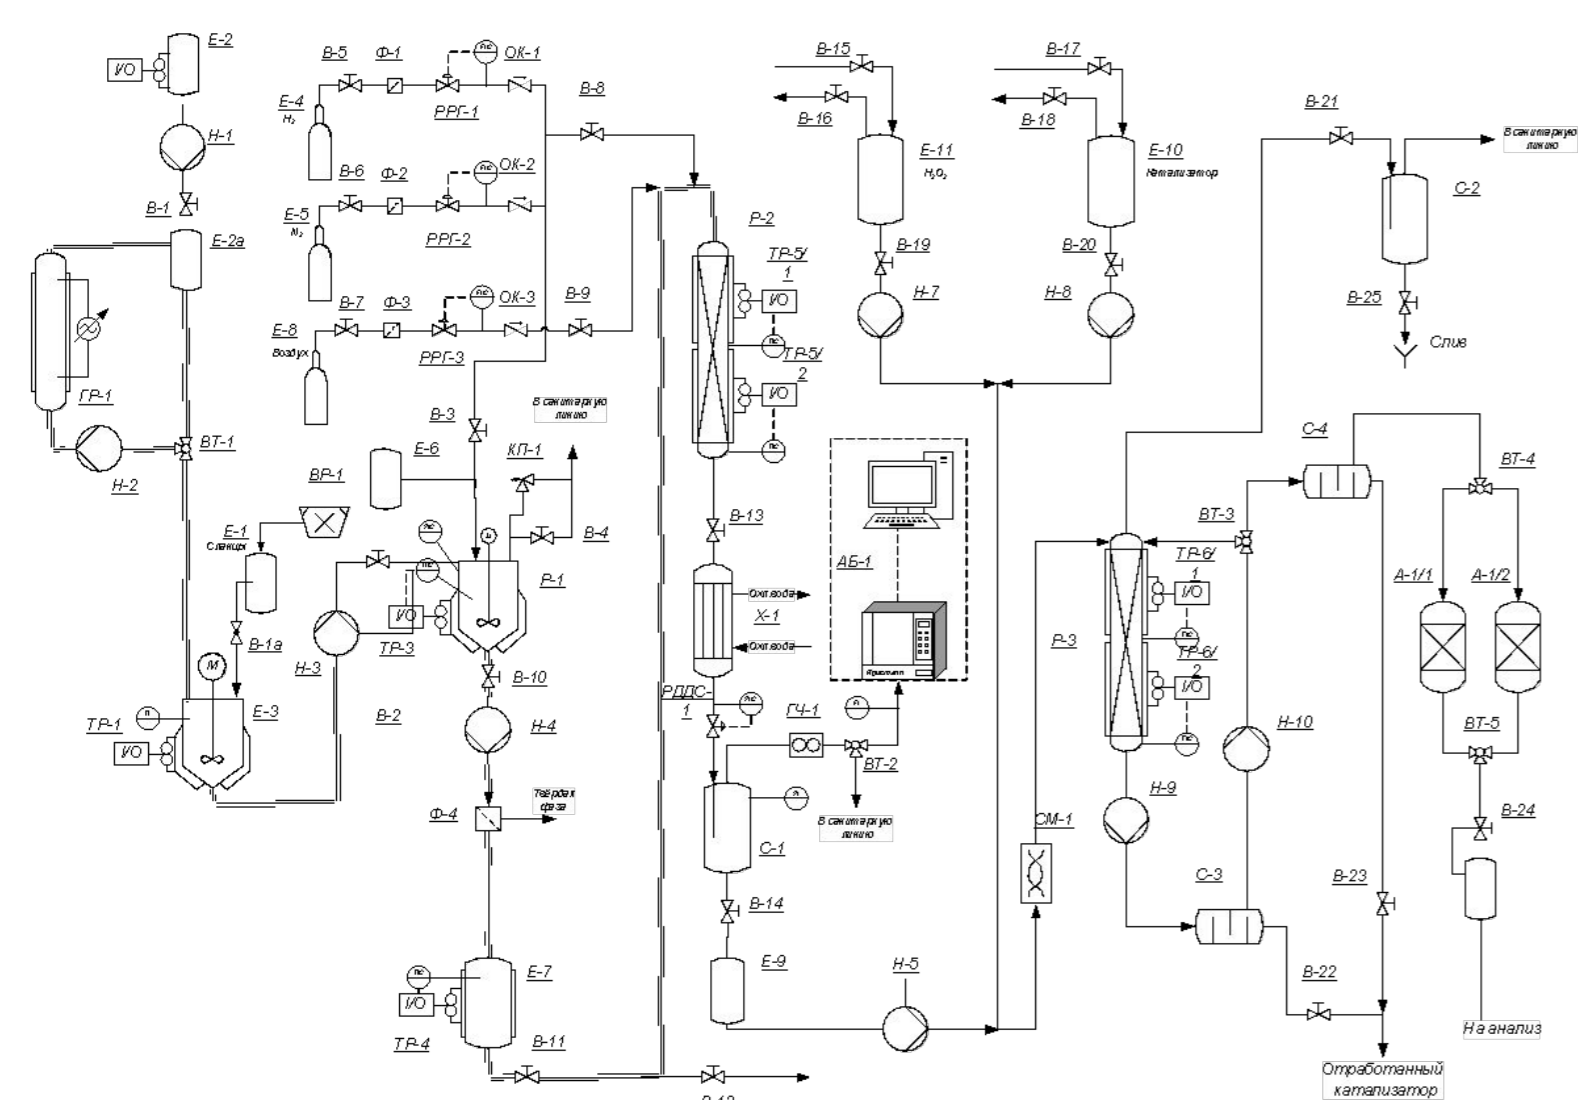 Е-2
I/O
Н-1
В-1
Е-2а
ГР-1
Н-2
ВТ-1
ВР-1
Е-1
Сланцы
В-1а
М
Е-3
ТР-1
I/O
В-5
Ф-1
ОК-1
Е-4
H₂
РРГ-1
В-8
В-6
Ф-2
ОК-2
Е-5
N₂
РРГ-2
В-7
Ф-3
ОК-3
В-9
Е-8
Воздух
РРГ-3
В-3
В санитарную
линию
Е-6
КП-1
В-4
Р-1
I/O
ТР-3
Н-3
В-2
В-10
Н-4
Ф-4
Твёрдая
фаза
Е-7
I/O
ТР-4
В-11
Р-2
ТР-5/
1
I/O
ТР-5/
2
I/O
В-13
Охл.вода
Х-1
Охл.вода
РДДС-
1
ГЧ-1
ВТ-2
В санитарную
линию
С-1
В-14
Е-9
Н-5
АБ-1
Кристалл
В-15
В-16
Е-11
H₂O₂
В-19
Н-7
В-17
В-18
Е-10
Катализатор
В-20
Н-8
СМ-1
В-21
В санитарную
линию
С-2
В-25
Слив
С-4
ВТ-4
ВТ-3
ТР-6/
1
I/O
Р-3
ТР-6/
2
I/O
А-1/1
А-1/2
Н-10
ВТ-5
Н-9
С-3
В-23
В-24
В-22
На анализ
Отработанный
катализатор